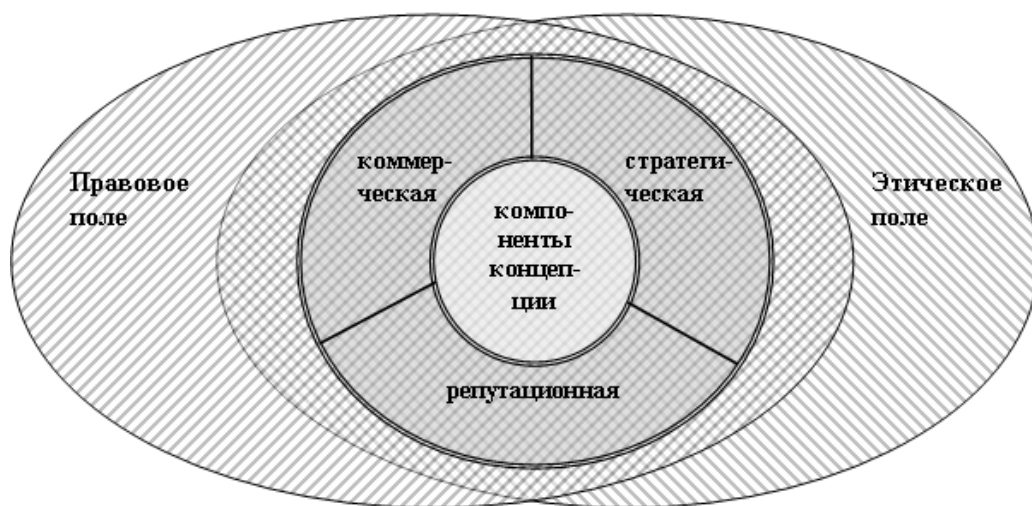 Правовое
поле
коммер-
ческая
стратеги-
ческая
Этическое
поле
компо-
ненты
концеп-
ции
репутационная